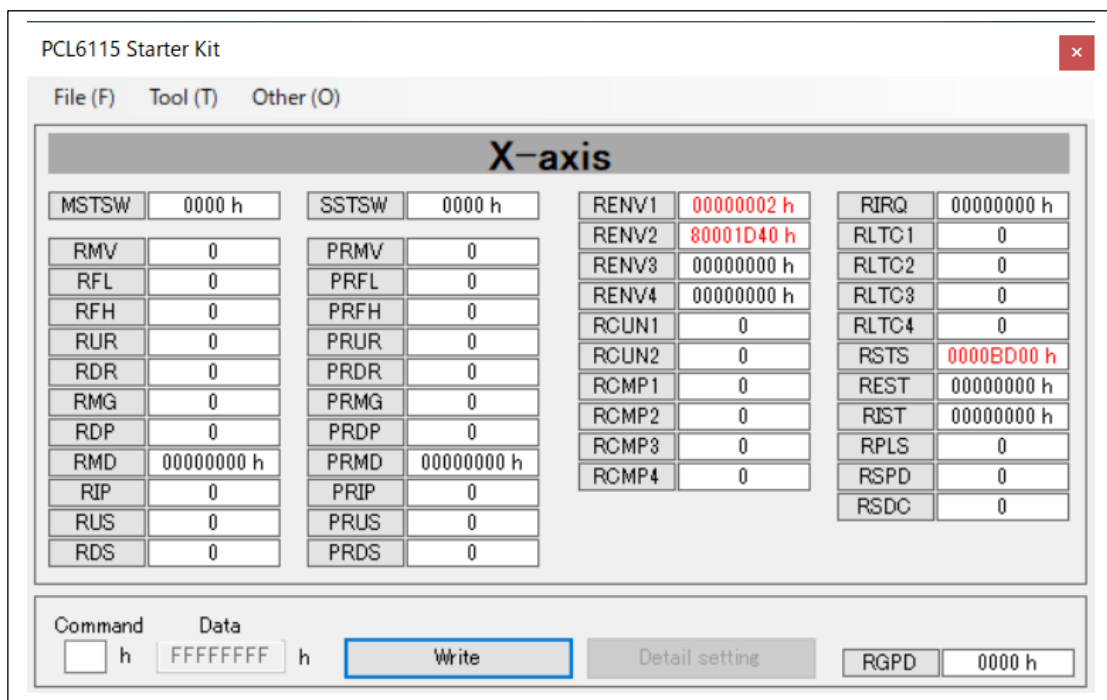 PCL6115 Starter Kit
File (F) Tool (T) Other (O)
X-axis
MSTSW 0000 h SSTSW 0000 h RENV1 00000002 h RIRQ 00000000 h
RENV2 80001D40 h RLTC1 0
RMV 0 PRMV 0 RENV3 00000000 h RLTC2 0
RFL 0 PRFL 0 RENV4 00000000 h RLTC3 0
RFH 0 PRFH 0 RCUN1 0 RLTC4 0
RUR 0 PRUR 0 RCUN2 0 RSTS 0000BD00 h
RDR 0 PRDR 0 RCMP1 0 REST 00000000 h
RMG 0 PRMG 0 RCMP2 0 RIST 00000000 h
RDP 0 PRDP 0 RCMP3 0 RPLS 0
RMD 00000000 h PRMD 00000000 h RCMP4 0 RSPD 0
RIP 0 PRIP 0 RSDC 0
RUS 0 PRUS 0
RDS 0 PRDS 0
Command Data
h FFFFFFFF h Write Detail setting RGPD 0000 h